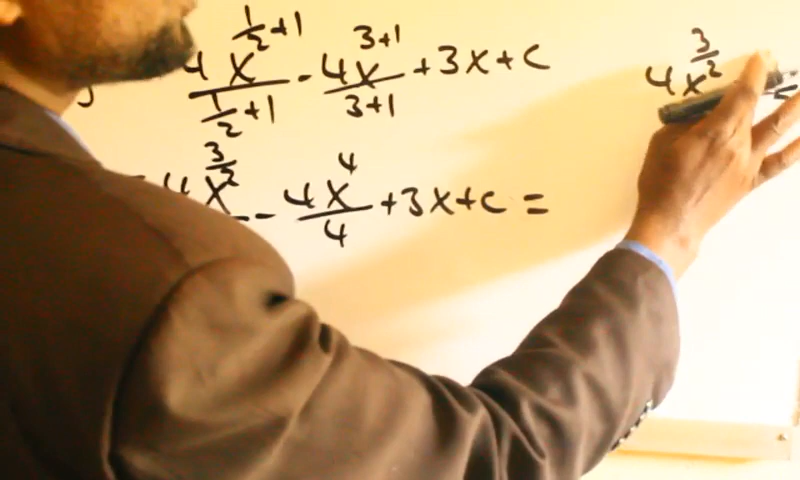 4x^(1/2+1)/(1/2+1) - 4x^(3+1)/(3+1) + 3x + c
4x^(3/2) - 4x^4/4 + 3x + c =
4x^(3/2)